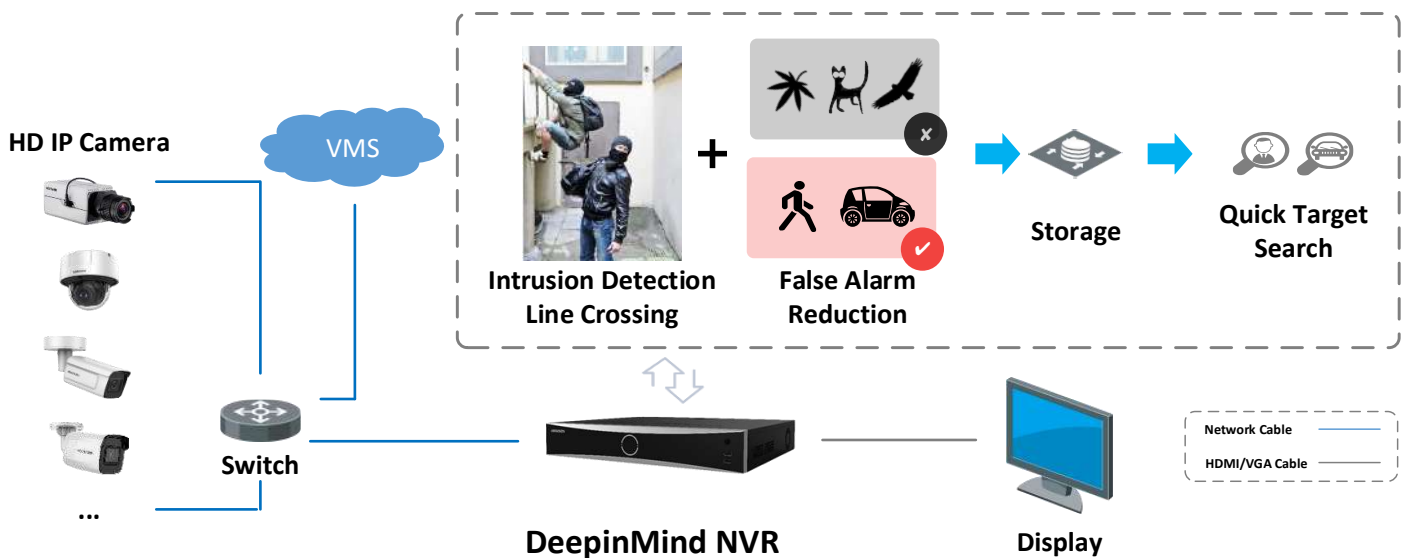 HD IP Camera
VMS
Intrusion Detection
Line Crossing
+
False Alarm
Reduction
Storage
Quick Target
Search
Switch
...
DeepinMind NVR
Display
Network Cable
HDMI/VGA Cable